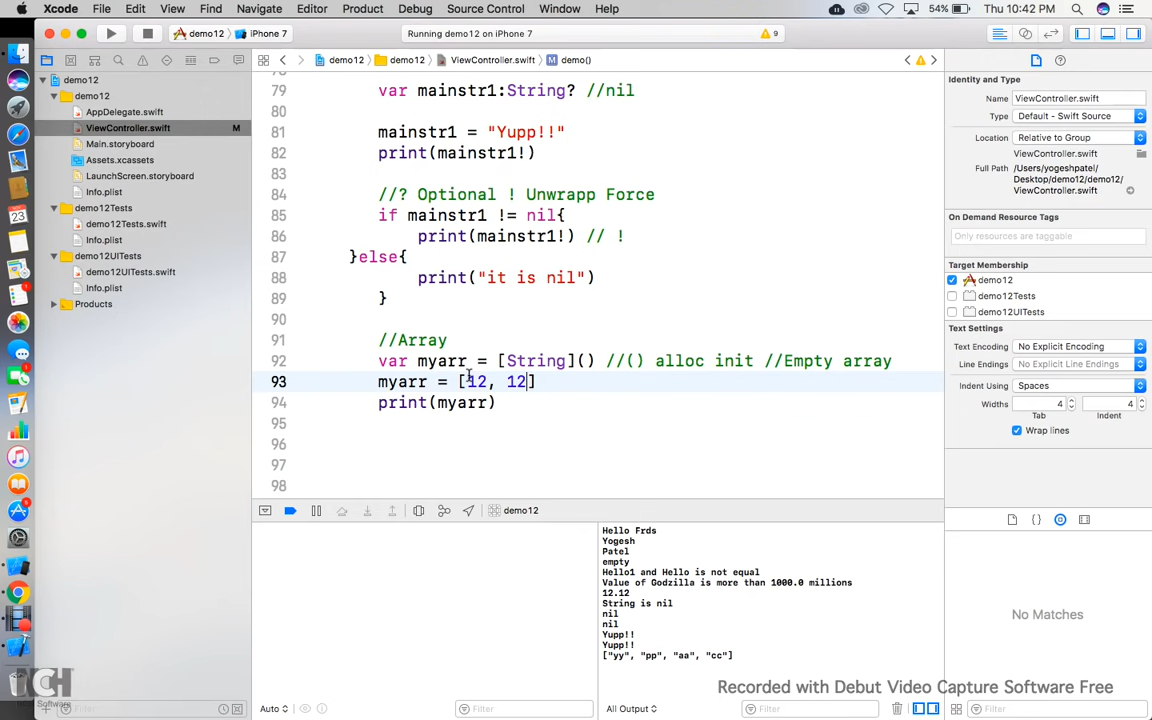 Xcode File Edit View Find Navigate Editor Product Debug Source Control Window Help 54% Thu 10:42 PM
demo12 iPhone 7 Running demo12 on iPhone 7 9
demo12 demo12 ViewController.swift M demo()
demo12
demo12
AppDelegate.swift
ViewController.swift M
Main.storyboard
Assets.xcassets
LaunchScreen.storyboard
Info.plist
demo12Tests
demo12Tests.swift
Info.plist
demo12UITests
demo12UITests.swift
Info.plist
Products
78
79 var mainstr1:String? //nil
80
81 mainstr1 = "Yupp!!"
82 print(mainstr1!)
83
84 //? Optional ! Unwrapp Force
85 if mainstr1 != nil{
86 print(mainstr1!) // !
87 }else{
88 print("it is nil")
89 }
90
91 //Array
92 var myarr = [String]() //() alloc init //Empty array
93 myarr = [12, 12]
94 print(myarr)
95
96
97
98
Identity and Type
Name ViewController.swift
Type Default - Swift Source
Location Relative to Group
ViewController.swift
Full Path /Users/yogeshpatel/
Desktop/demo12/demo12/
ViewController.swift
On Demand Resource Tags
Only resources are taggable
Target Membership
demo12
demo12Tests
demo12UITests
Text Settings
Text Encoding No Explicit Encoding
Line Endings No Explicit Line Endings
Indent Using Spaces
Widths 4 4
Tab Indent
Wrap lines
No Matches
demo12
Hello Frds
Yogesh
Patel
empty
Hello1 and Hello is not equal
Value of Godzilla is more than 1000.0 millions
12.12
String is nil
nil
nil
Yupp!!
Yupp!!
["yy", "pp", "aa", "cc"]
Filter Auto Filter All Output Filter Filter
NCH
Software
Recorded with Debut Video Capture Software Free